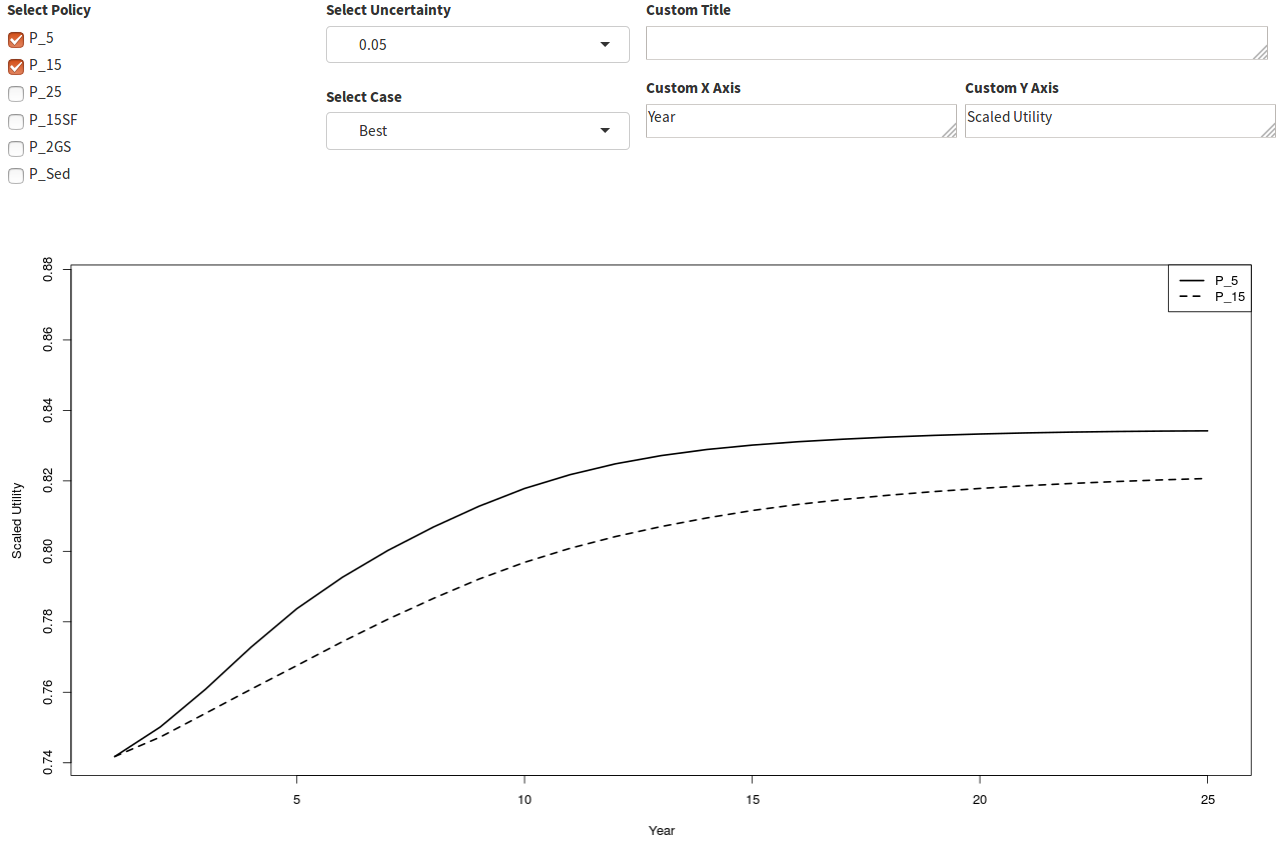 Select Policy
P_5
P_15
P_25
P_15SF
P_2GS
P_Sed
Select Uncertainty
0.05
Select Case
Best
Custom Title
Custom X Axis
Year
Custom Y Axis
Scaled Utility
P_5
P_15
0.88
0.86
0.84
0.82
0.80
0.78
0.76
0.74
Scaled Utility
5
10
15
20
25
Year